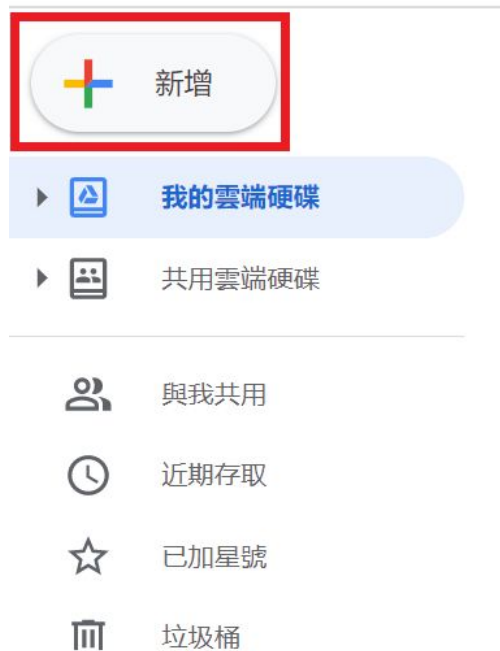 新增
我的雲端硬碟
共用雲端硬碟
與我共用
近期存取
已加星號
垃圾桶